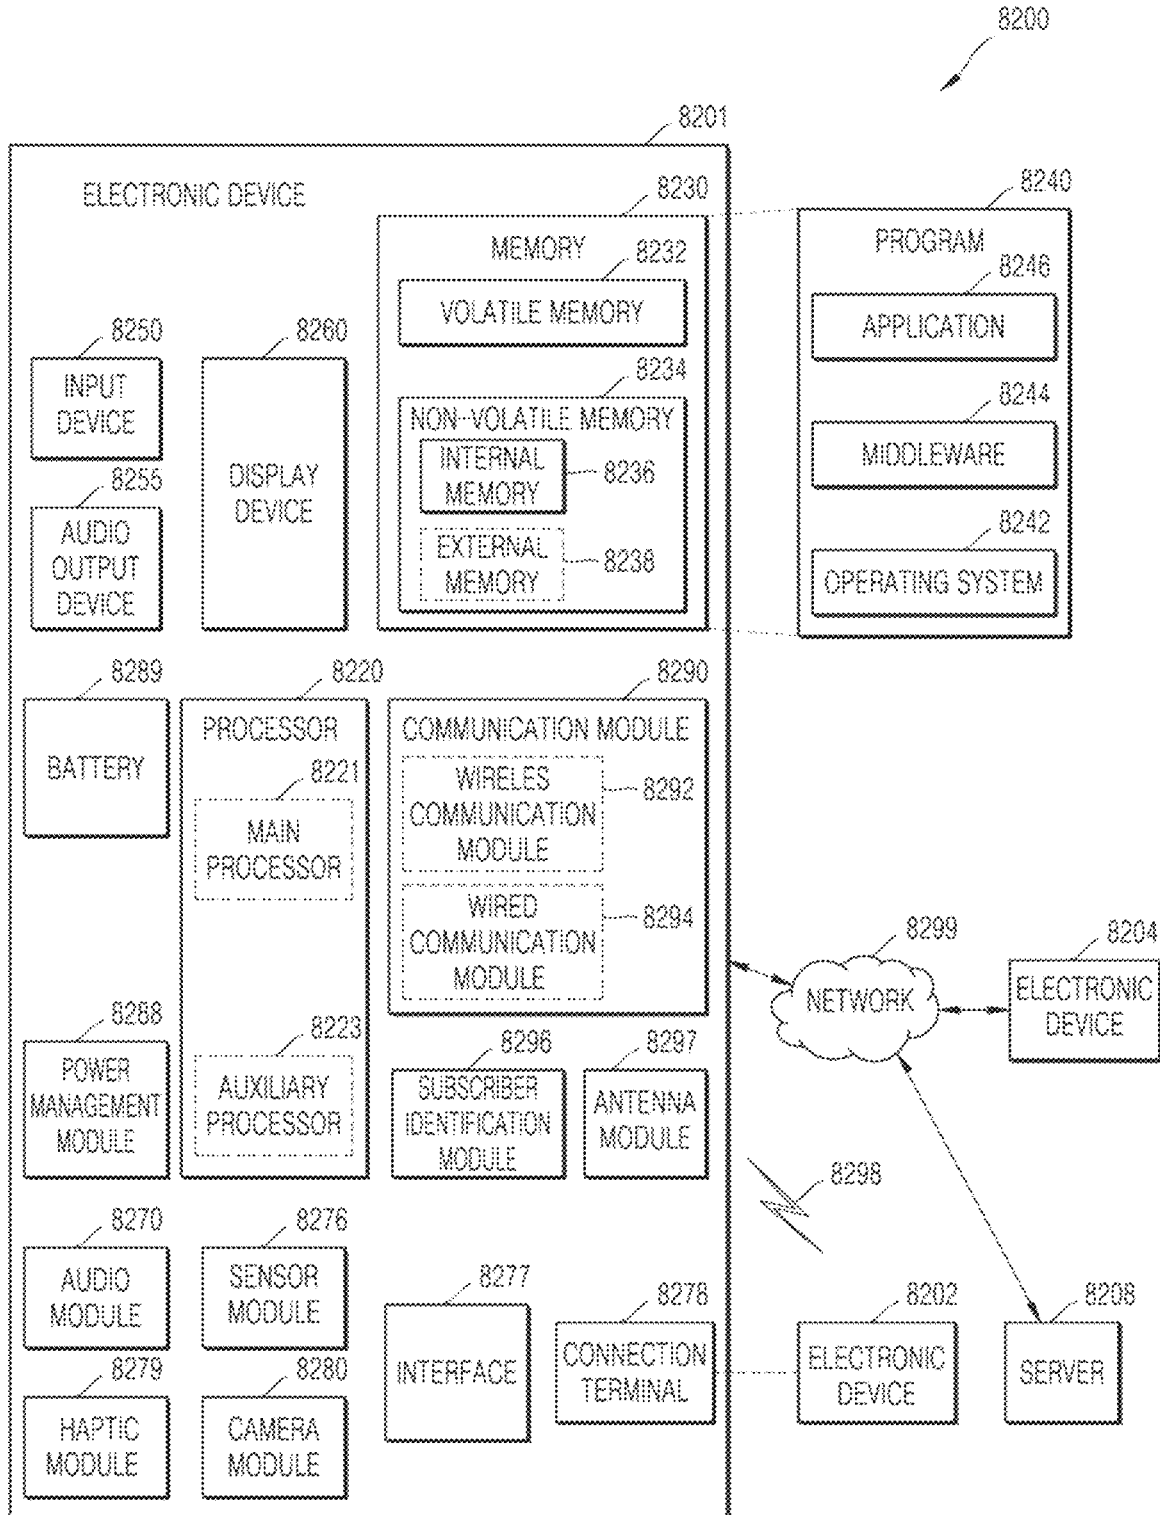 8200
8201
ELECTRONIC DEVICE
8230
MEMORY
8232
VOLATILE MEMORY
8234
NON-VOLATILE MEMORY
INTERNAL
MEMORY
8236
EXTERNAL
MEMORY
8238
8240
PROGRAM
8246
APPLICATION
8244
MIDDLEWARE
8242
OPERATING SYSTEM
8250
INPUT
DEVICE
8255
AUDIO
OUTPUT
DEVICE
8260
DISPLAY
DEVICE
8289
BATTERY
8220
PROCESSOR
8221
MAIN
PROCESSOR
8223
AUXILIARY
PROCESSOR
8290
COMMUNICATION MODULE
WIRELES
COMMUNICATION
MODULE
8292
WIRED
COMMUNICATION
MODULE
8294
8299
NETWORK
8204
ELECTRONIC
DEVICE
8288
POWER
MANAGEMENT
MODULE
8296
SUBSCRIBER
IDENTIFICATION
MODULE
8297
ANTENNA
MODULE
8298
8270
AUDIO
MODULE
8276
SENSOR
MODULE
8277
INTERFACE
8278
CONNECTION
TERMINAL
8202
ELECTRONIC
DEVICE
8208
SERVER
8279
HAPTIC
MODULE
8280
CAMERA
MODULE